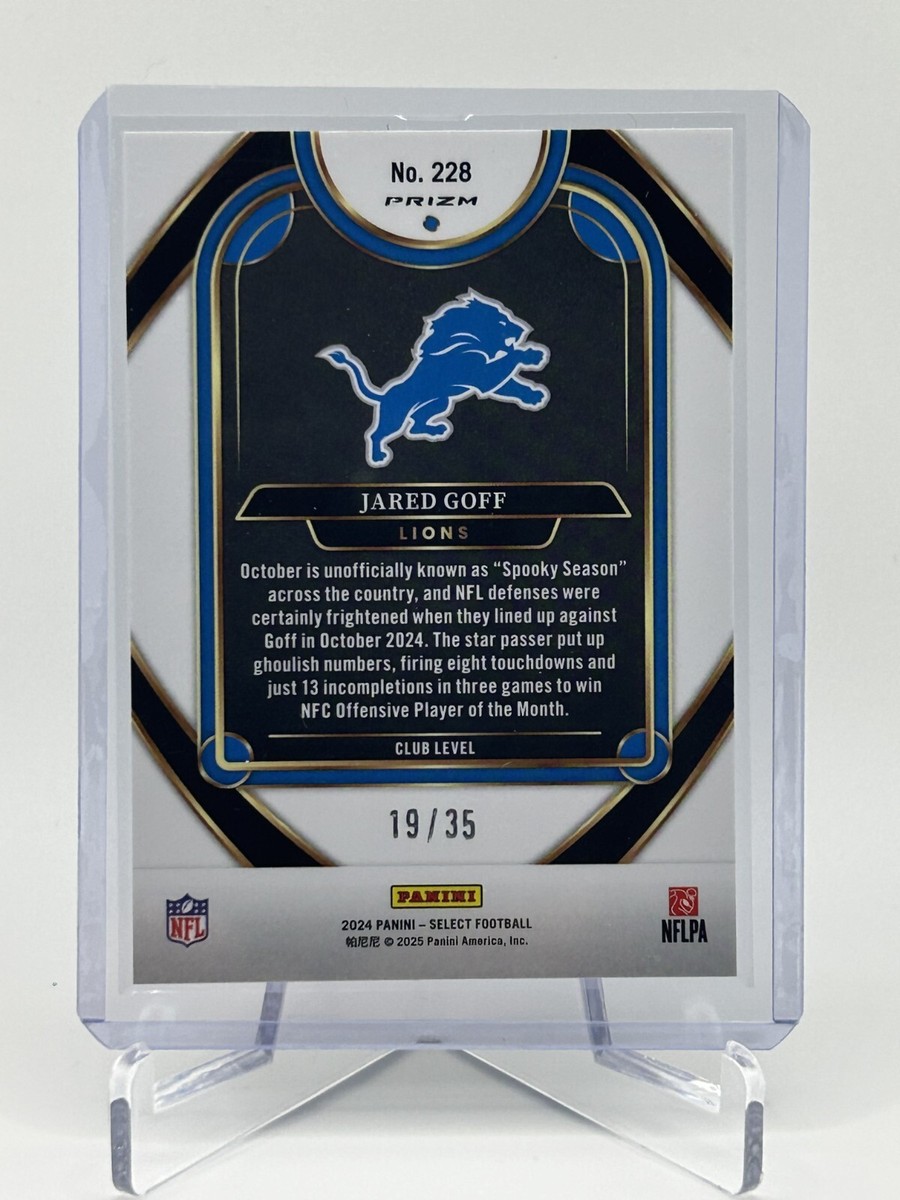 No. 228
PRIZM
JARED GOFF
LIONS
October is unofficially known as “Spooky Season”
across the country, and NFL defenses were
certainly frightened when they lined up against
Goff in October 2024. The star passer put up
ghoulish numbers, firing eight touchdowns and
just 13 incompletions in three games to win
NFC Offensive Player of the Month.
CLUB LEVEL
19/35
PANINI
NFL
2024 PANINI – SELECT FOOTBALL
帕尼尼 © 2025 Panini America, Inc.
NFLPA